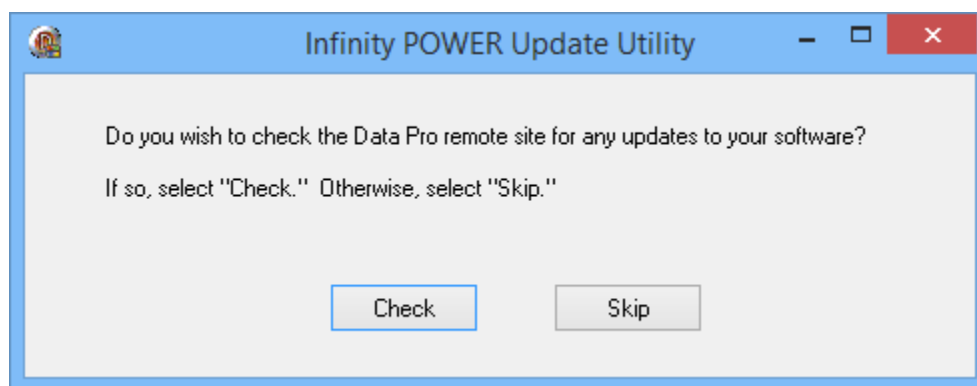 Infinity POWER Update Utility
Do you wish to check the Data Pro remote site for any updates to your software?
If so, select "Check."  Otherwise, select "Skip."
Check
Skip